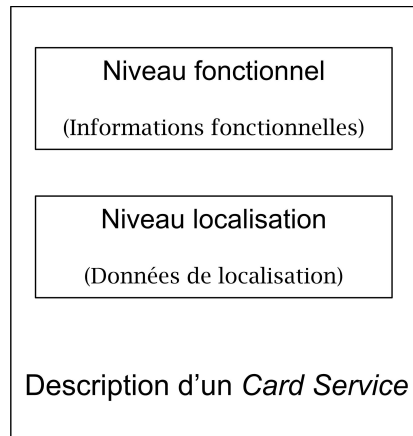 Niveau fonctionnel
(Informations fonctionnelles)
Niveau localisation
(Données de localisation)
Description d'un Card Service